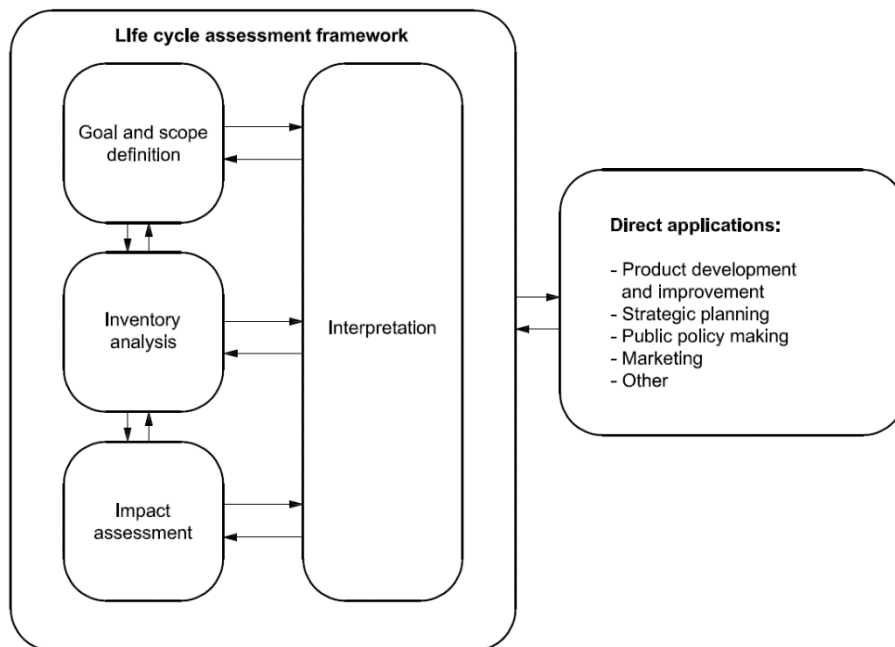 LIfe cycle assessment framework
Goal and scope
definition
Inventory
analysis
Impact
assessment
Interpretation
Direct applications:
- Product development
and improvement
- Strategic planning
- Public policy making
- Marketing
- Other